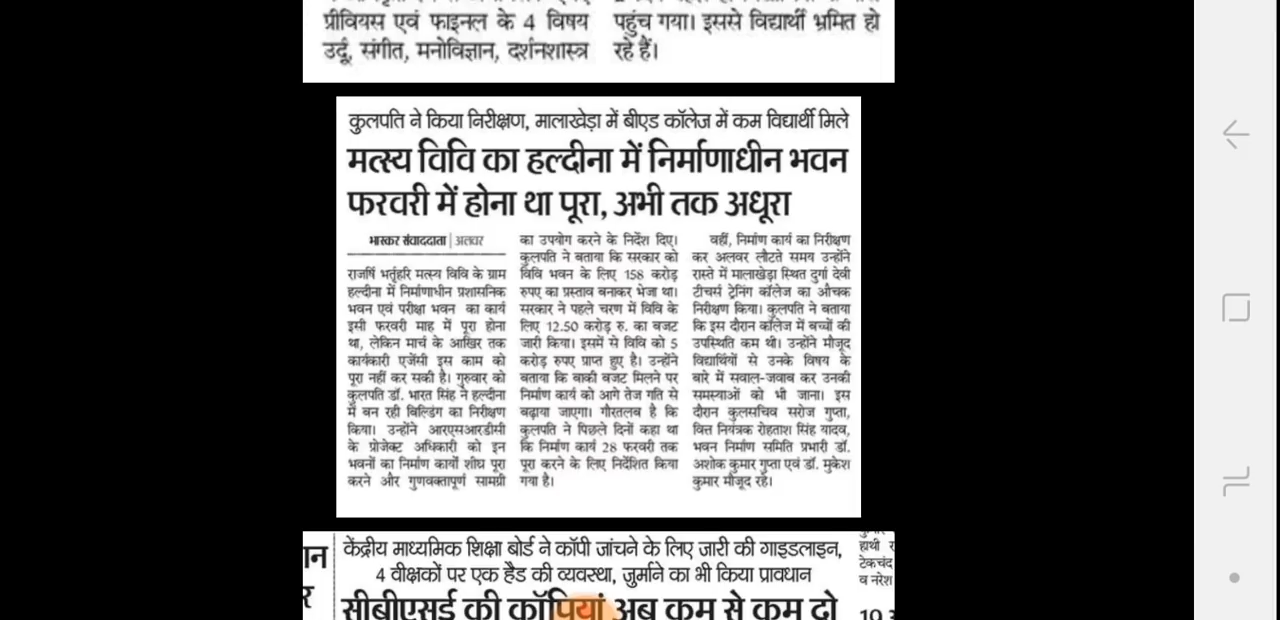 प्रीवियस एवं फाइनल के 4 विषय
उर्दू, संगीत, मनोविज्ञान, दर्शनशास्त्र
पहुंच गया। इससे विद्यार्थी भ्रमित हो
रहे हैं।
कुलपति ने किया निरीक्षण, मालाखेड़ा में बीएड कॉलेज में कम विद्यार्थी मिले
मत्स्य विवि का हल्दीना में निर्माणाधीन भवन
फरवरी में होना था पूरा, अभी तक अधूरा
भास्कर संवाददाता | अलवर
राजर्षि भर्तृहरि मत्स्य विवि के ग्राम
हल्दीना में निर्माणाधीन प्रशासनिक
भवन एवं परीक्षा भवन का कार्य
इसी फरवरी माह में पूरा होना
था, लेकिन मार्च के आखिर तक
कार्यकारी एजेंसी इस काम को
पूरा नहीं कर सकी है। गुरुवार को
कुलपति डॉ. भारत सिंह ने हल्दीना
में बन रही बिल्डिंग का निरीक्षण
किया। उन्होंने आरएसआरडीसी
के प्रोजेक्ट अधिकारी को इन
भवनों का निर्माण कार्यो शीघ्र पूरा
करने और गुणवक्तापूर्ण सामग्री
का उपयोग करने के निर्देश दिए।
कुलपति ने बताया कि सरकार को
विवि भवन के लिए 158 करोड़
रुपए का प्रस्ताव बनाकर भेजा था।
सरकार ने पहले चरण में विवि के
लिए 12.50 करोड़ रु. का बजट
जारी किया। इसमें से विवि को 5
करोड़ रुपए प्राप्त हुए है। उन्होंने
बताया कि बाकी बजट मिलने पर
निर्माण कार्य को आगे तेज गति से
बढ़ाया जाएगा। गौरतलब है कि
कुलपति ने पिछले दिनों कहा था
कि निर्माण कार्य 28 फरवरी तक
पूरा करने के लिए निर्देशित किया
गया है।
वहीं, निर्माण कार्य का निरीक्षण
कर अलवर लौटते समय उन्होंने
रास्ते में मालाखेड़ा स्थित दुर्गा देवी
टीचर्स ट्रेनिंग कॉलेज का औचक
निरीक्षण किया। कुलपति ने बताया
कि इस दौरान कॉलेज में बच्चों की
उपस्थिति कम थी। उन्होंने मौजूद
विद्यार्थियों से उनके विषय के
बारे में सवाल-जवाब कर उनकी
समस्याओं को भी जाना। इस
दौरान कुलसचिव सरोज गुप्ता,
वित्त नियंत्रक रोहताश सिंह यादव,
भवन निर्माण समिति प्रभारी डॉ.
अशोक कुमार गुप्ता एवं डॉ. मुकेश
कुमार मौजूद रहे।
केंद्रीय माध्यमिक शिक्षा बोर्ड ने कॉपी जांचने के लिए जारी की गाइडलाइन,
4 वीक्षकों पर एक हैड की व्यवस्था, जुर्माने का भी किया प्रावधान
सीबीएसई की कॉपियां अब कम से कम दो
हाथी
टेकचंद
व नरेश